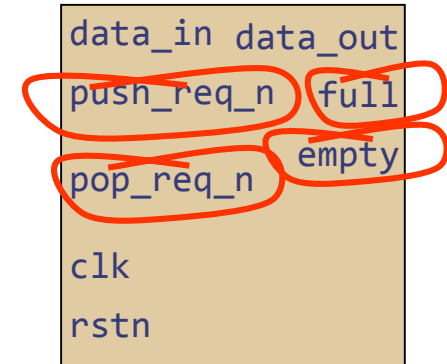 data_in data_out
push_req_n full
empty
pop_req_n
clk
rstn